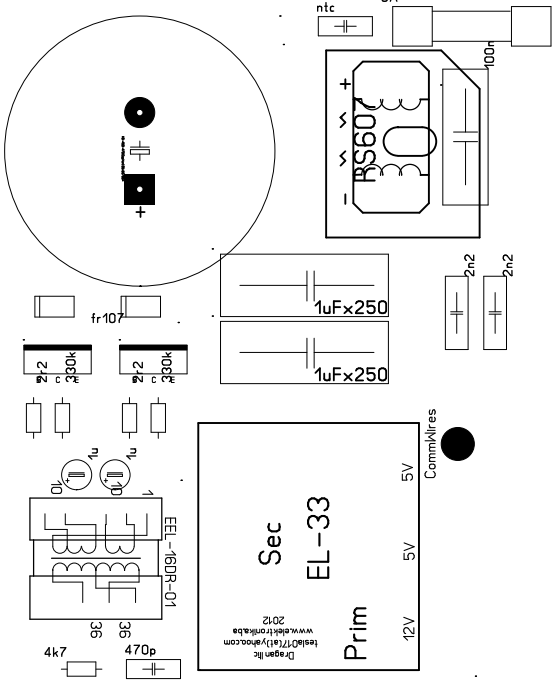 ntc
100n
+
RS607
-
2n2
2n2
+
1uFx250
1uFx250
fr107
2r2
330k
2r2
330k
B C E
B C E
1u
1u
+
+
10
10
1
EEL-16DR-01
36
36
4k7
470p
CommWires
5V
5V
12V
Sec
EL-33
Prim
Dragan Ilic
tesla017(at)yahoo.com
www.elektronika.ba
2012